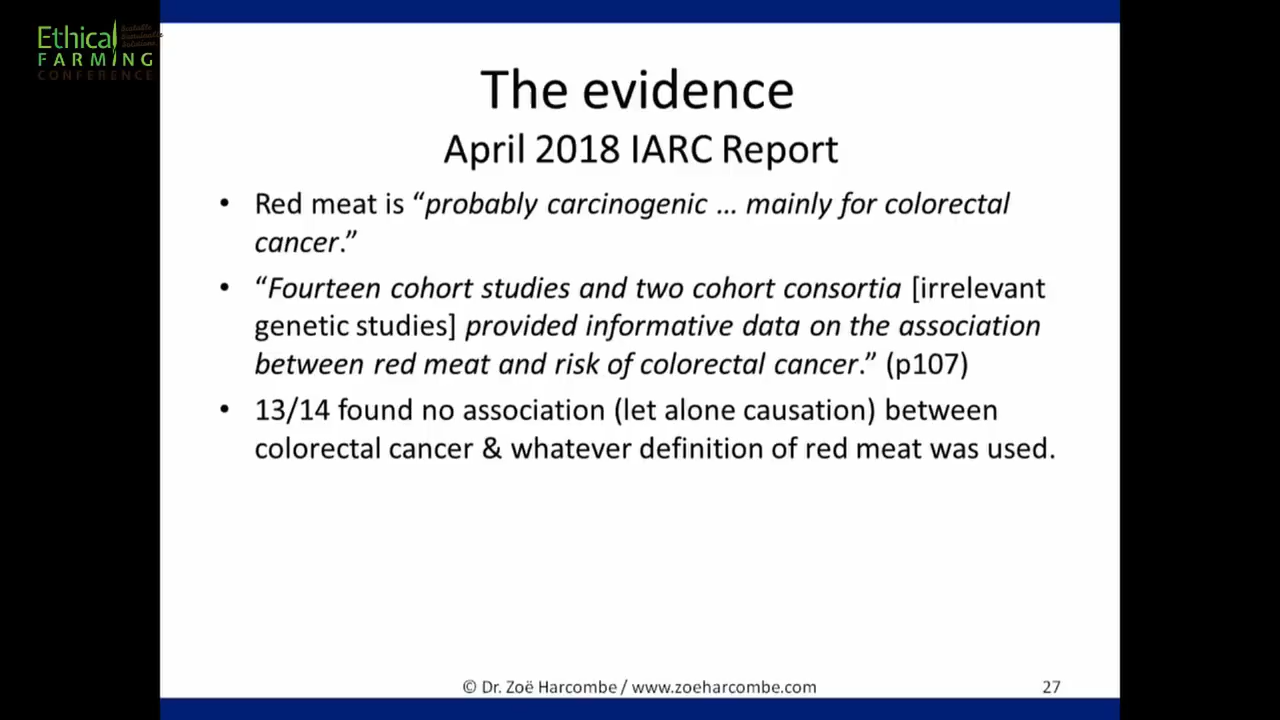 Ethical
FARMING
CONFERENCE
The evidence
April 2018 IARC Report
• Red meat is “probably carcinogenic … mainly for colorectal
cancer.”
• “Fourteen cohort studies and two cohort consortia [irrelevant
genetic studies] provided informative data on the association
between red meat and risk of colorectal cancer.” (p107)
• 13/14 found no association (let alone causation) between
colorectal cancer & whatever definition of red meat was used.
© Dr. Zoë Harcombe / www.zoeharcombe.com
27